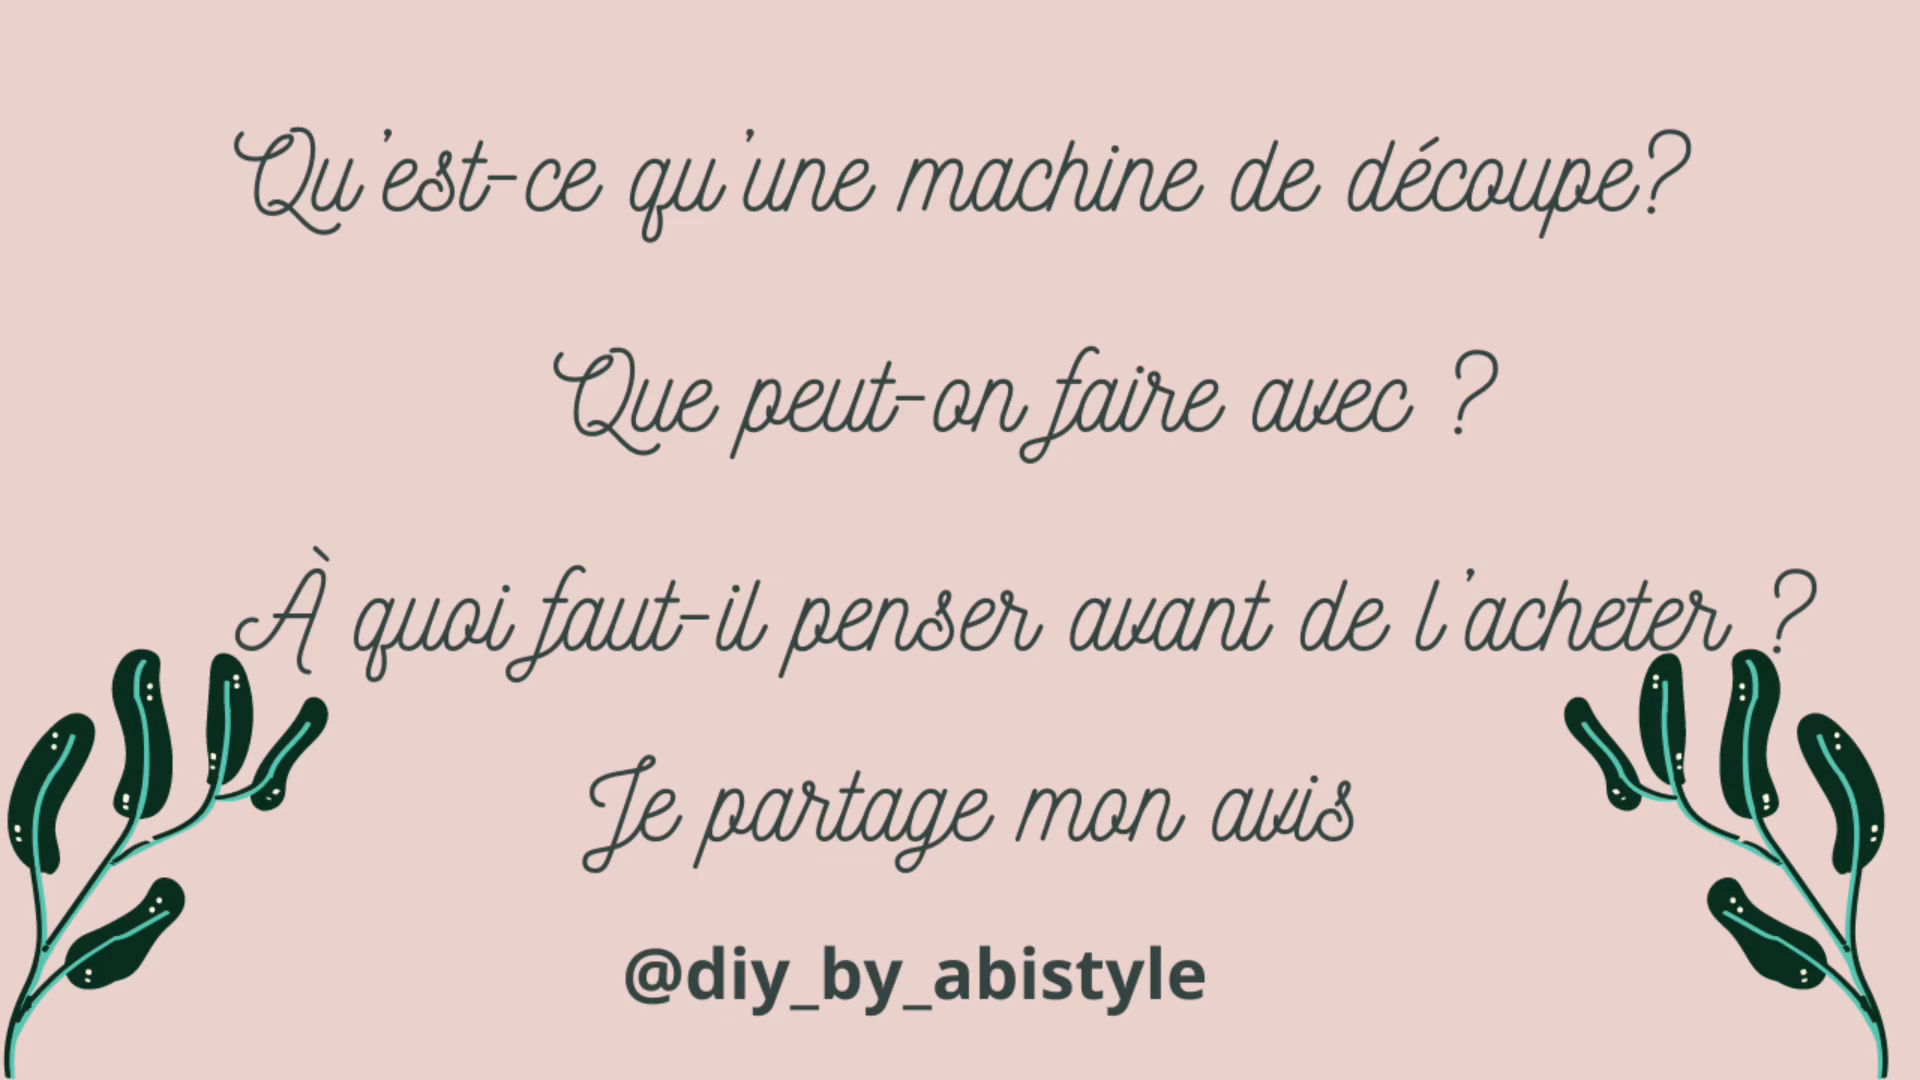 Qu'est-ce qu'une machine de découpe?
Que peut-on faire avec ?
À quoi faut-il penser avant de l'acheter ?
Je partage mon avis
@diy_by_abistyle